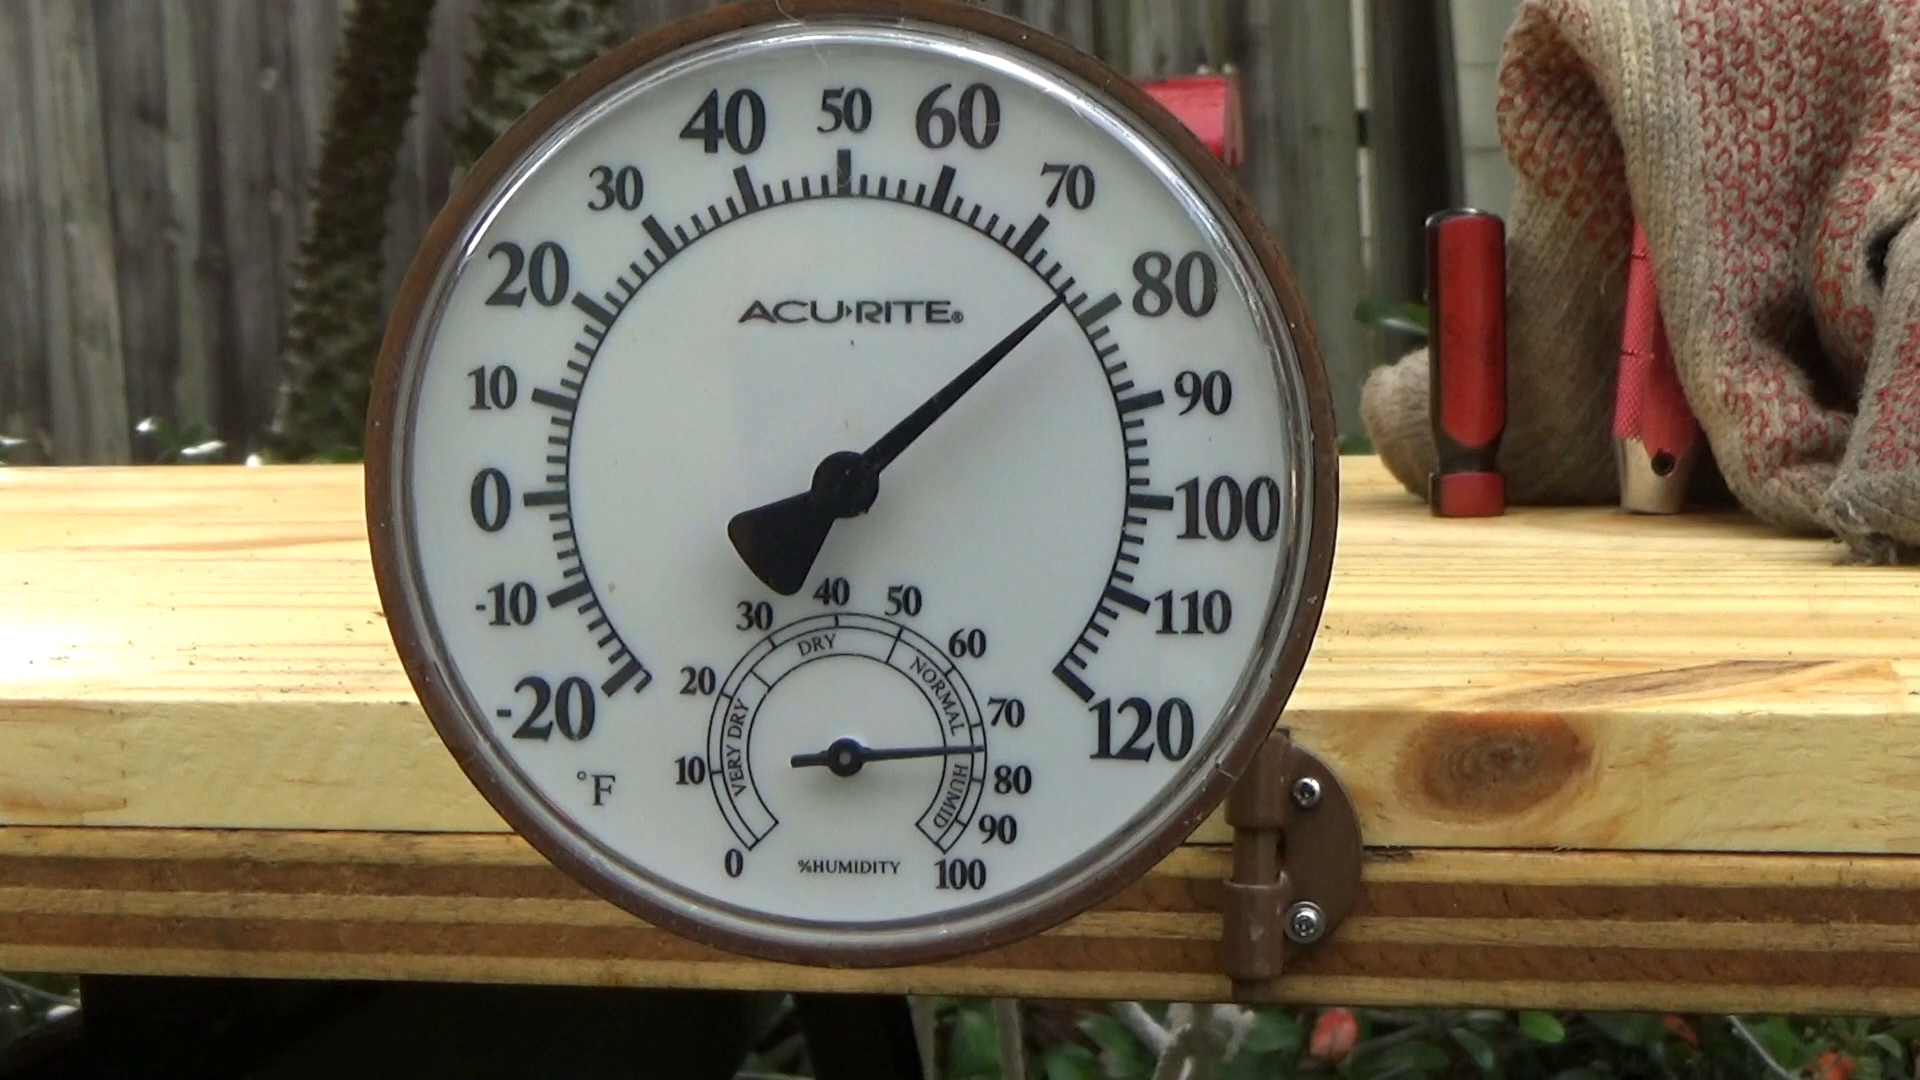 40 50 60
30 70
20 80
ACU›RITE®
10 90
0 100
-10 110
-20 120
°F
30 40 50
20 60
10 70
80
90
0 100
VERY DRY DRY NORMAL HUMID
%HUMIDITY